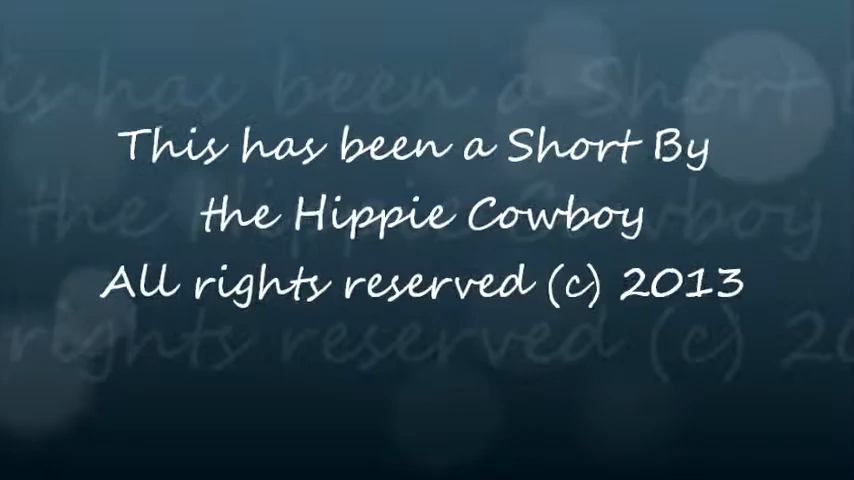 This has been a Short By
the Hippie Cowboy
All rights reserved (c) 2013